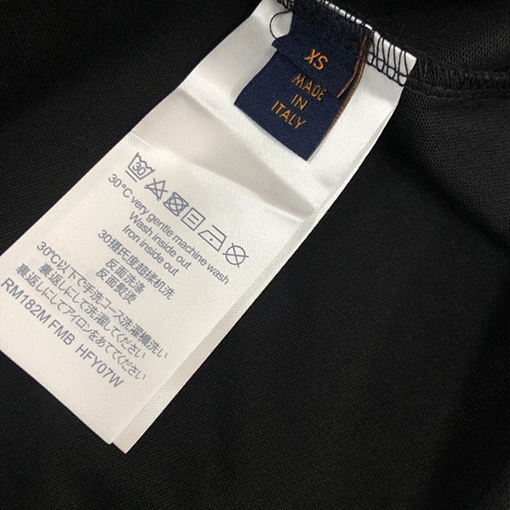 XS
MADE
IN
ITALY
30
30°C very gentle machine wash
Wash inside out
Iron inside out
30摄氏度超揉机洗
反面洗涤
反面熨烫
30℃以下で手洗コース洗濯機洗い
裏返しにして洗濯してください
裏返しにしてアイロンをあててください
RM182M FMB HFY07W